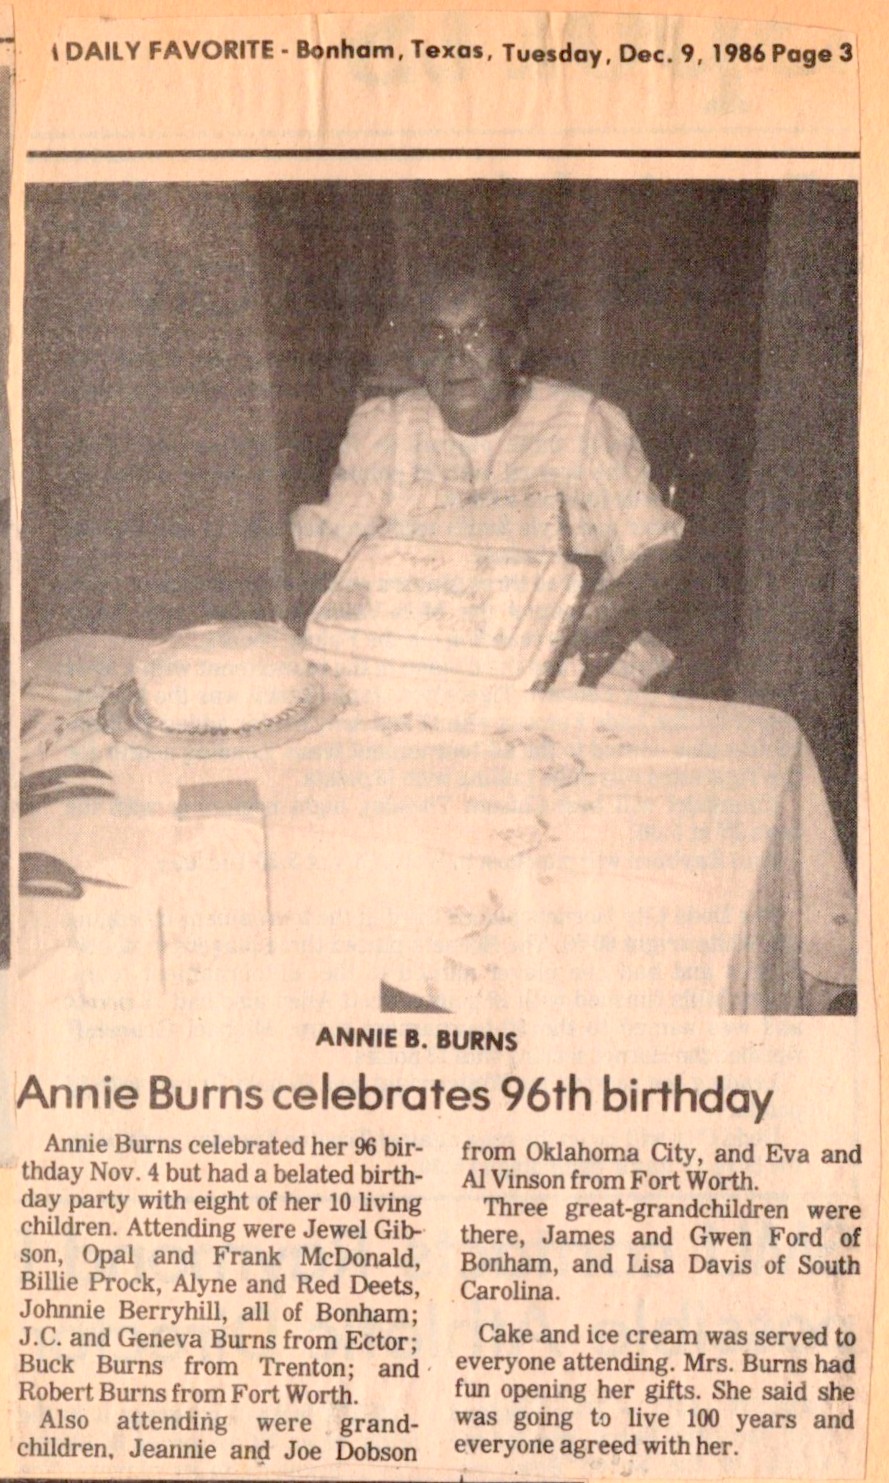 DAILY FAVORITE - Bonham, Texas, Tuesday, Dec. 9, 1986 Page 3
ANNIE B. BURNS
Annie Burns celebrates 96th birthday
Annie Burns celebrated her 96 bir-
thday Nov. 4 but had a belated birth-
day party with eight of her 10 living
children. Attending were Jewel Gib-
son, Opal and Frank McDonald,
Billie Prock, Alyne and Red Deets,
Johnnie Berryhill, all of Bonham;
J.C. and Geneva Burns from Ector;
Buck Burns from Trenton; and
Robert Burns from Fort Worth.
Also attending were grand-
children, Jeannie and Joe Dobson
from Oklahoma City, and Eva and
Al Vinson from Fort Worth.
Three great-grandchildren were
there, James and Gwen Ford of
Bonham, and Lisa Davis of South
Carolina.
Cake and ice cream was served to
everyone attending. Mrs. Burns had
fun opening her gifts. She said she
was going to live 100 years and
everyone agreed with her.